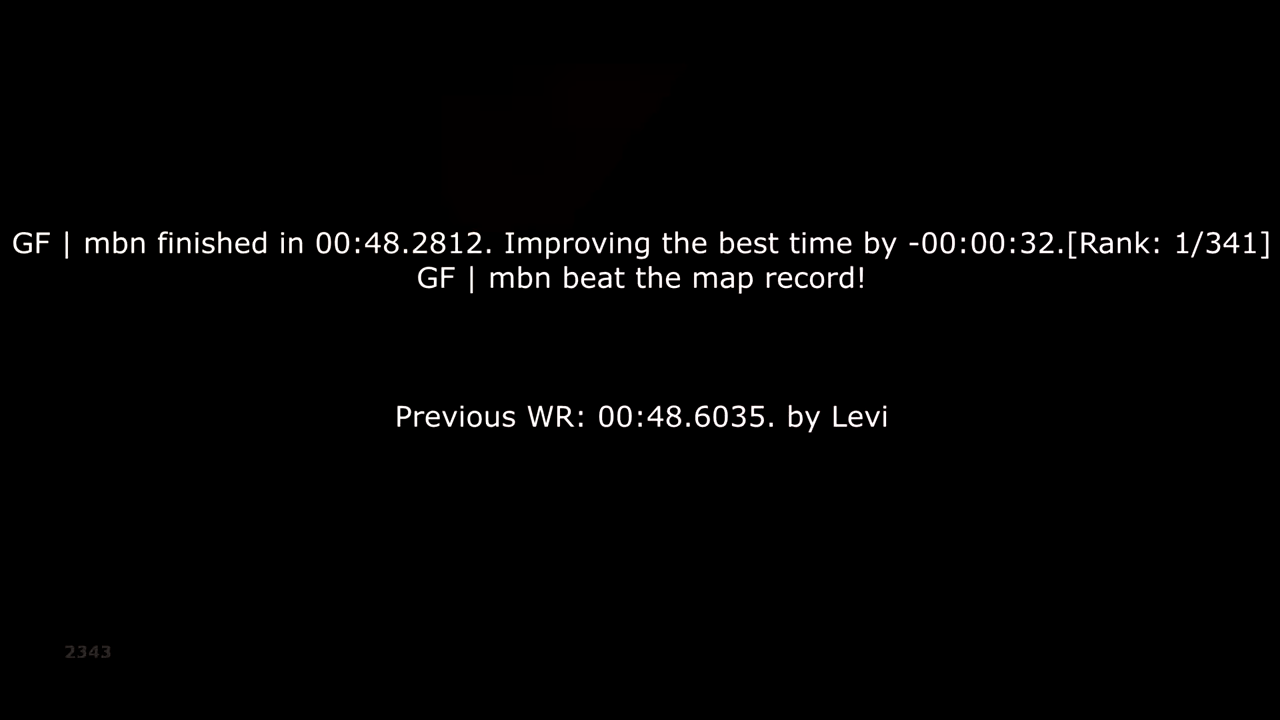 GF | mbn finished in 00:48.2812. Improving the best time by -00:00:32.[Rank: 1/341]
GF | mbn beat the map record!
Previous WR: 00:48.6035. by Levi
2343